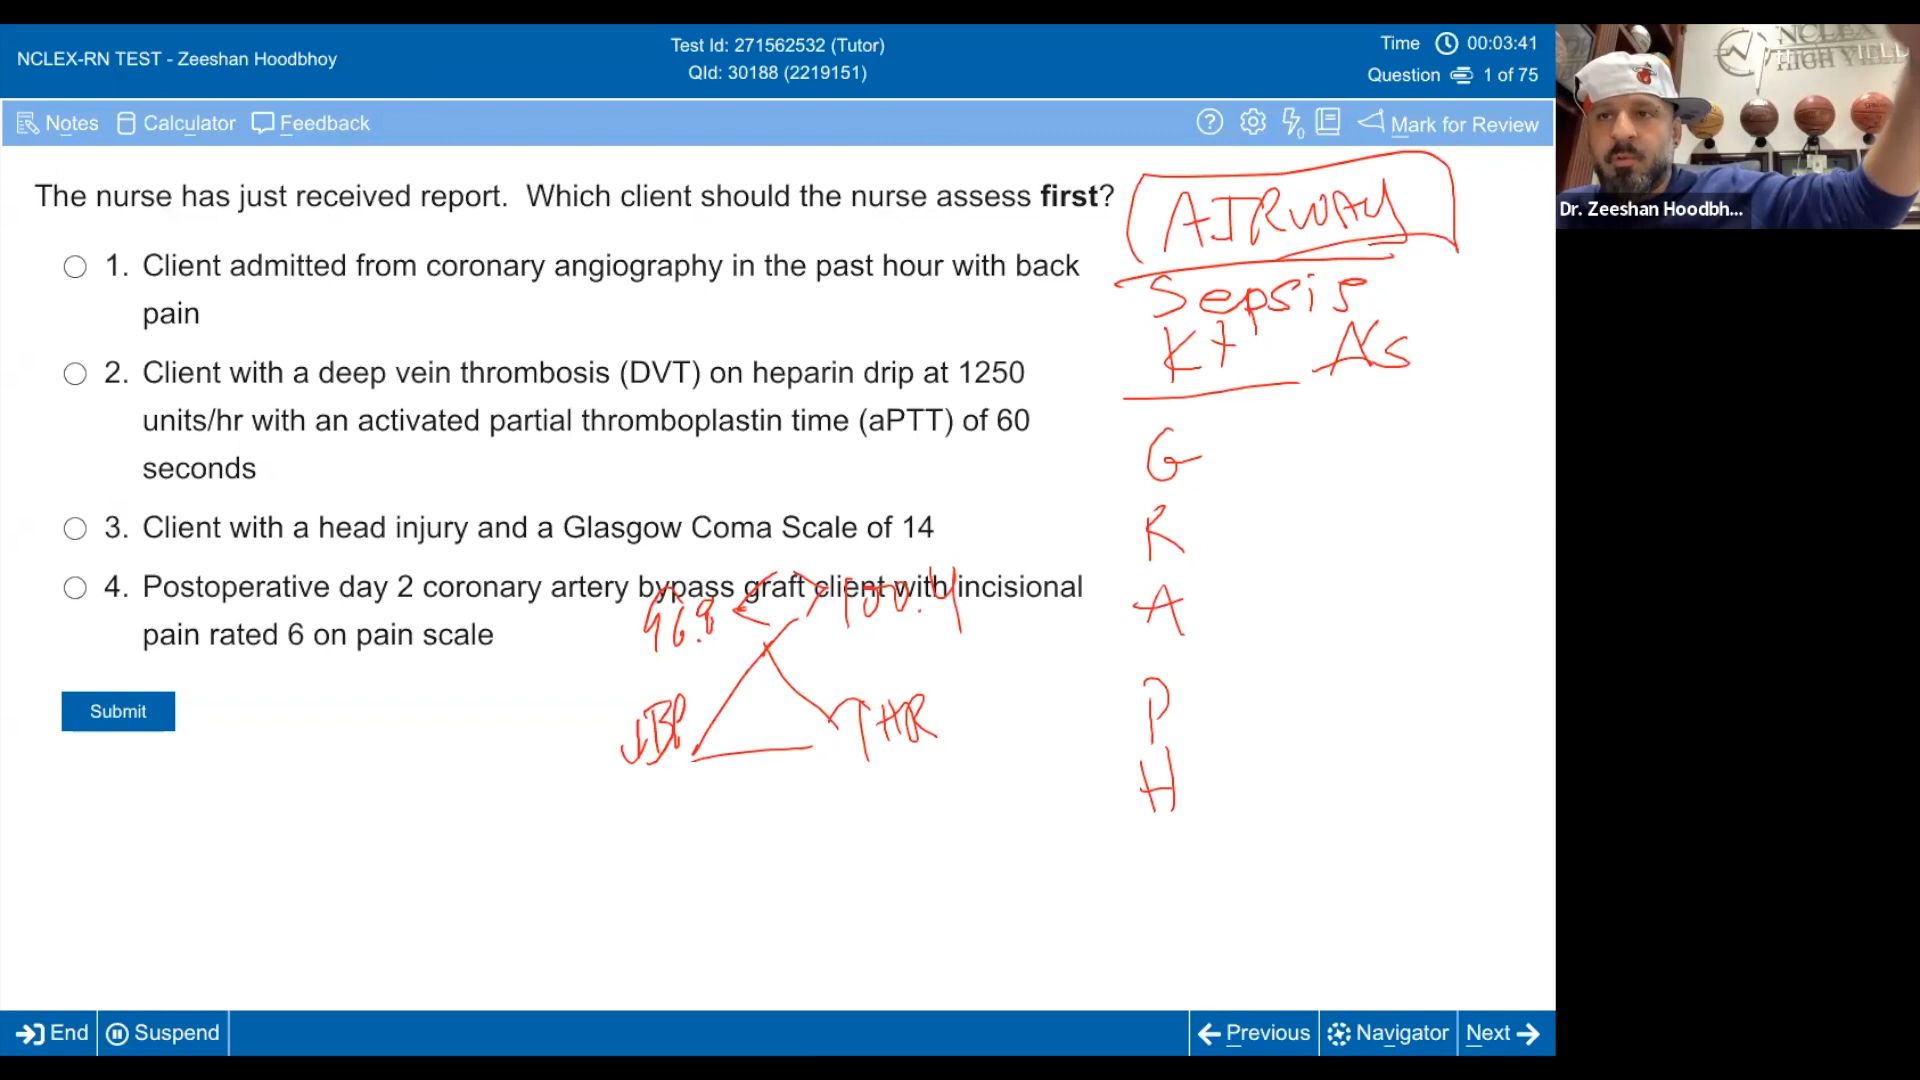 NCLEX-RN TEST - Zeeshan Hoodbhoy
Test Id: 271562532 (Tutor)
QId: 30188 (2219151)
Time 00:03:41
Question 1 of 75
Notes Calculator Feedback
Mark for Review
The nurse has just received report. Which client should the nurse assess first?
1. Client admitted from coronary angiography in the past hour with back
pain
2. Client with a deep vein thrombosis (DVT) on heparin drip at 1250
units/hr with an activated partial thromboplastin time (aPTT) of 60
seconds
3. Client with a head injury and a Glasgow Coma Scale of 14
4. Postoperative day 2 coronary artery bypass graft client with incisional
pain rated 6 on pain scale
Submit
AIRWAY
Sepsis
K+
G
R
A
P
H
96.8 < > 100.4
↓BP ↑HR
NCLEX
HIGH YIELD
Dr. Zeeshan Hoodbh...
End Suspend
Previous Navigator Next